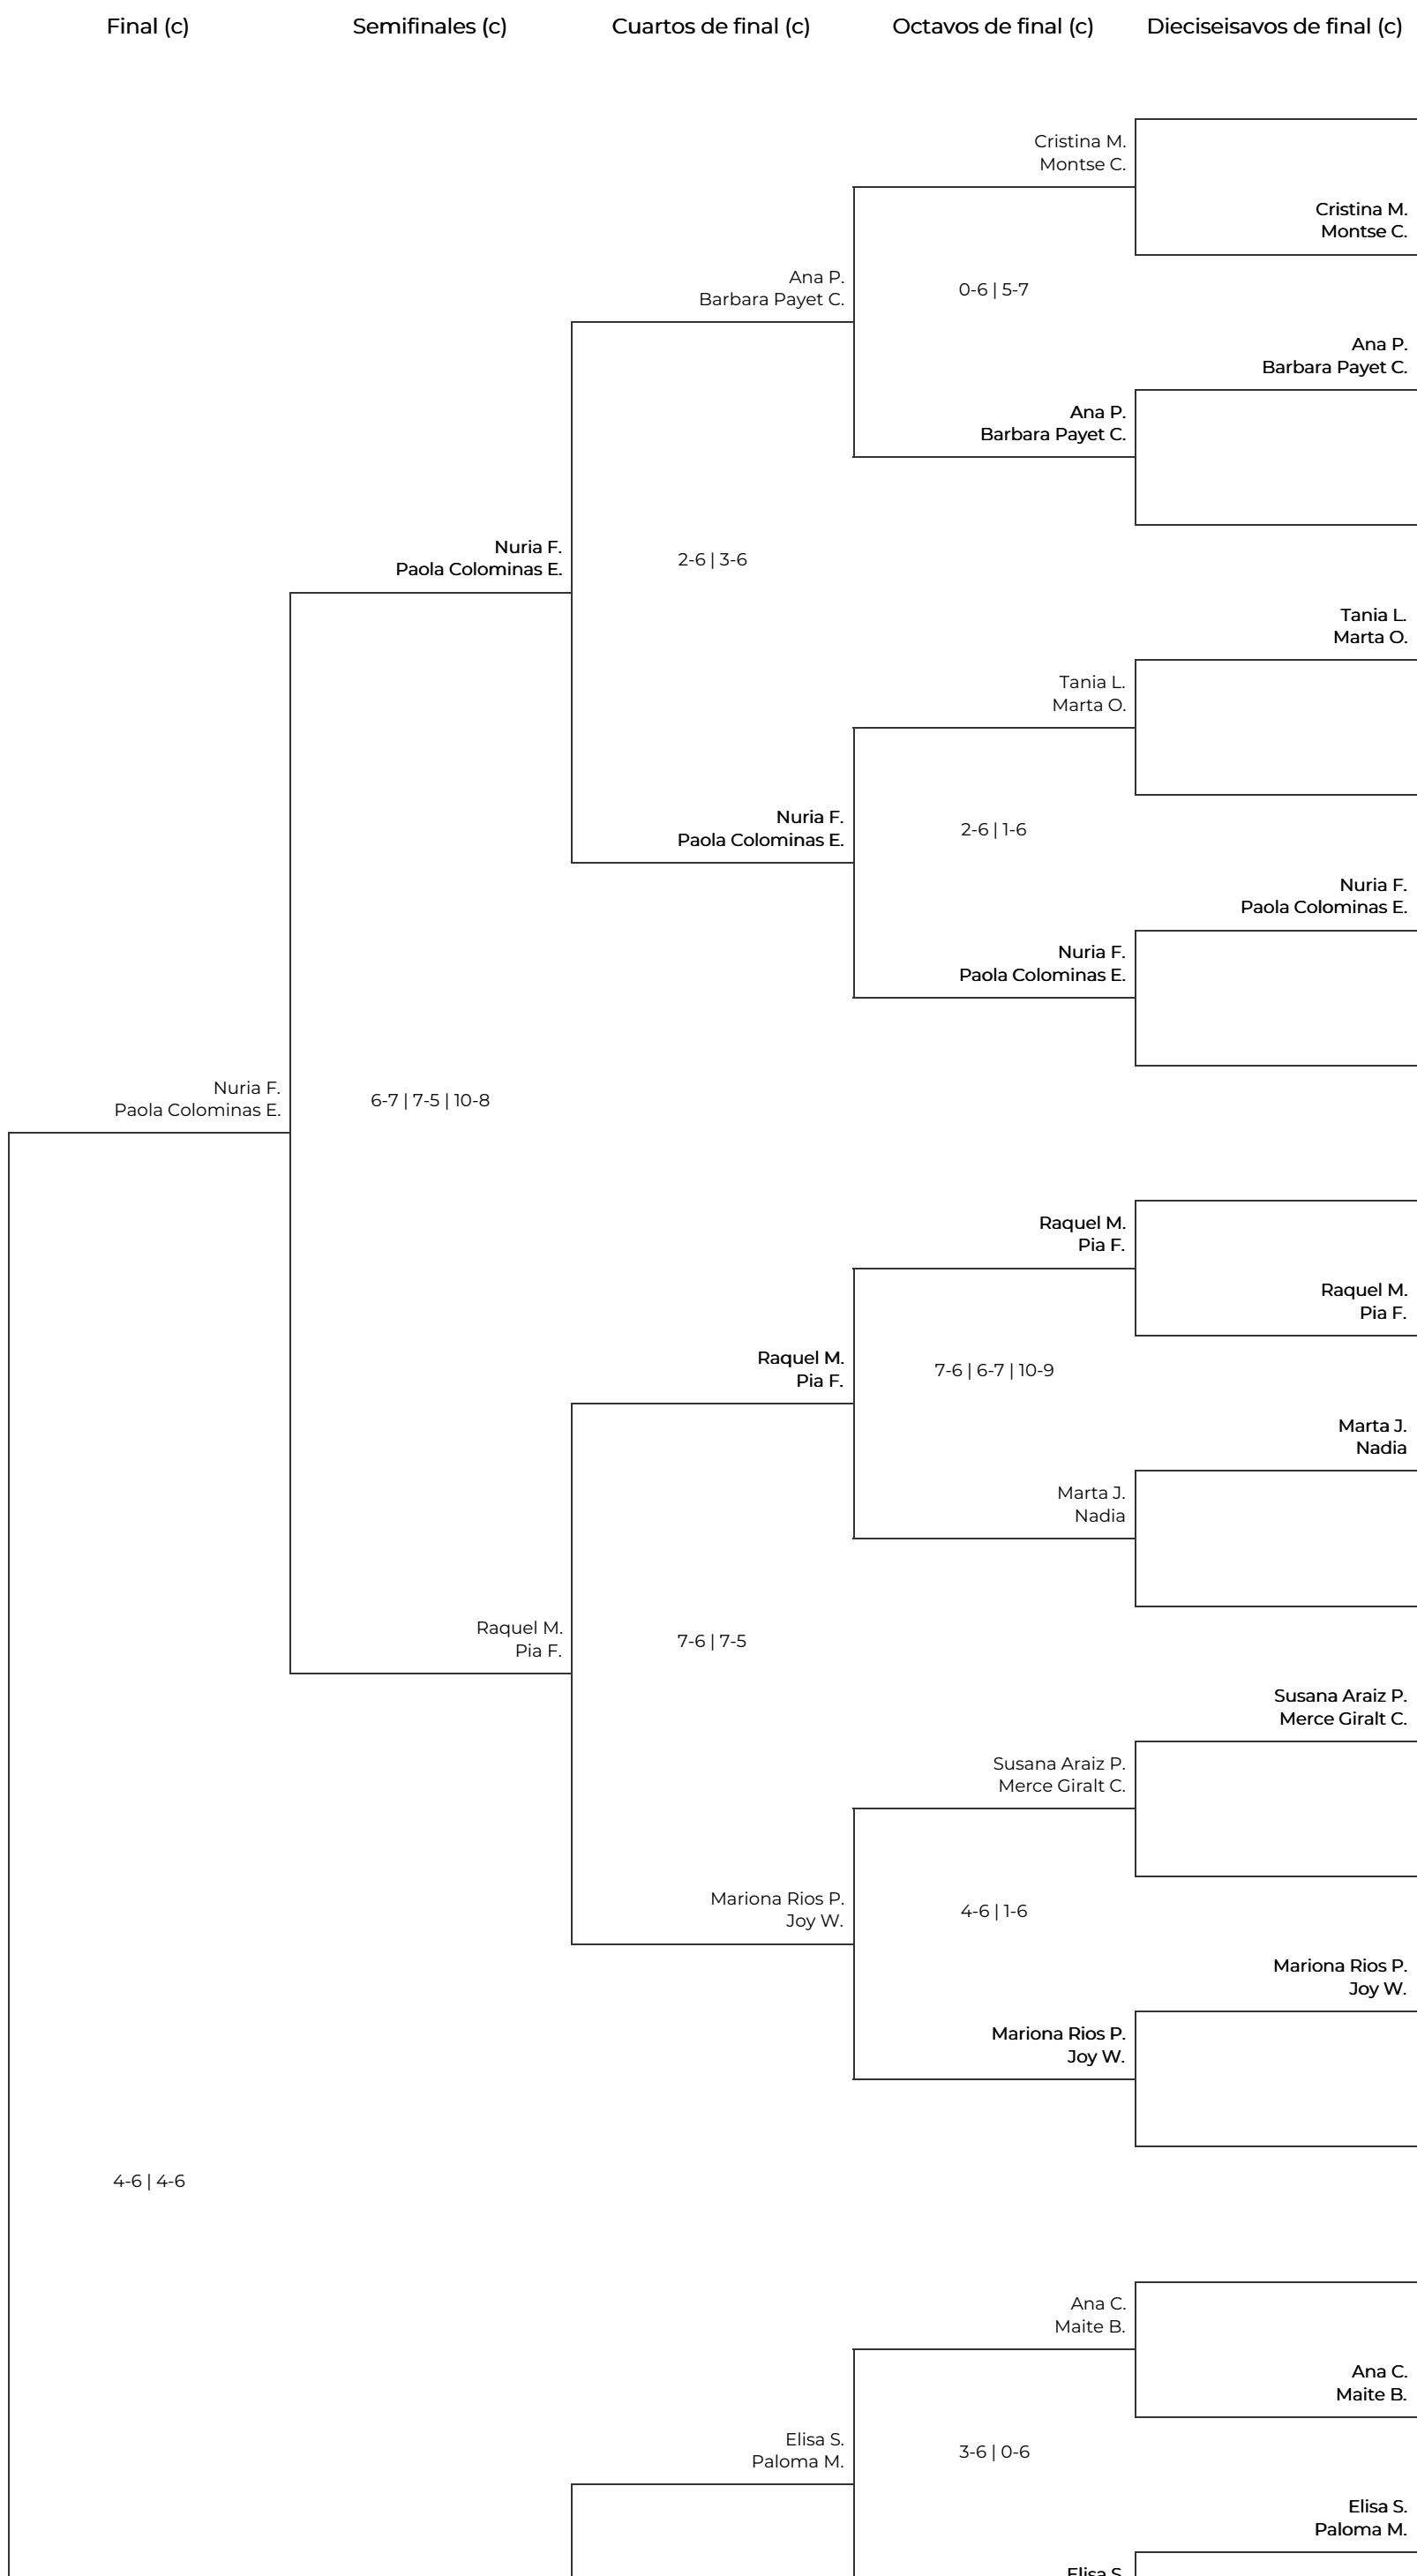 Final (c)
Semifinales (c)
Cuartos de final (c)
Octavos de final (c)
Dieciseisavos de final (c)
Cristina M.
Montse C.
Cristina M.
Montse C.
Ana P.
Barbara Payet C.
0-6 | 5-7
Ana P.
Barbara Payet C.
Ana P.
Barbara Payet C.
Nuria F.
Paola Colominas E.
2-6 | 3-6
Tania L.
Marta O.
Tania L.
Marta O.
Nuria F.
Paola Colominas E.
2-6 | 1-6
Nuria F.
Paola Colominas E.
Nuria F.
Paola Colominas E.
Nuria F.
Paola Colominas E.
6-7 | 7-5 | 10-8
Raquel M.
Pia F.
Raquel M.
Pia F.
Raquel M.
Pia F.
7-6 | 6-7 | 10-9
Marta J.
Nadia
Marta J.
Nadia
Raquel M.
Pia F.
7-6 | 7-5
Susana Araiz P.
Merce Giralt C.
Susana Araiz P.
Merce Giralt C.
Mariona Rios P.
Joy W.
4-6 | 1-6
Mariona Rios P.
Joy W.
Mariona Rios P.
Joy W.
4-6 | 4-6
Ana C.
Maite B.
Ana C.
Maite B.
Elisa S.
Paloma M.
3-6 | 0-6
Elisa S.
Paloma M.
Elisa S.